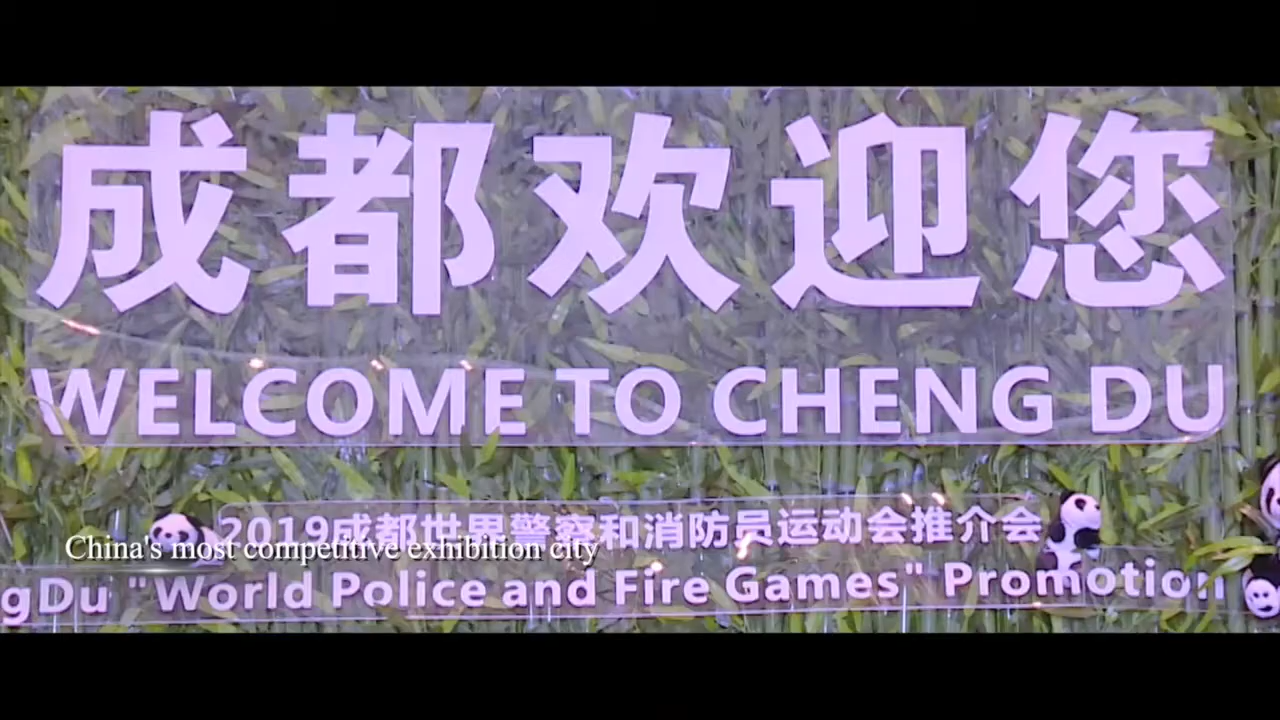 成都欢迎您
WELCOME TO CHENG DU
2019成都世界警察和消防员运动会推介会
China's most competitive exhibition city
gDu "World Police and Fire Games" Promotion